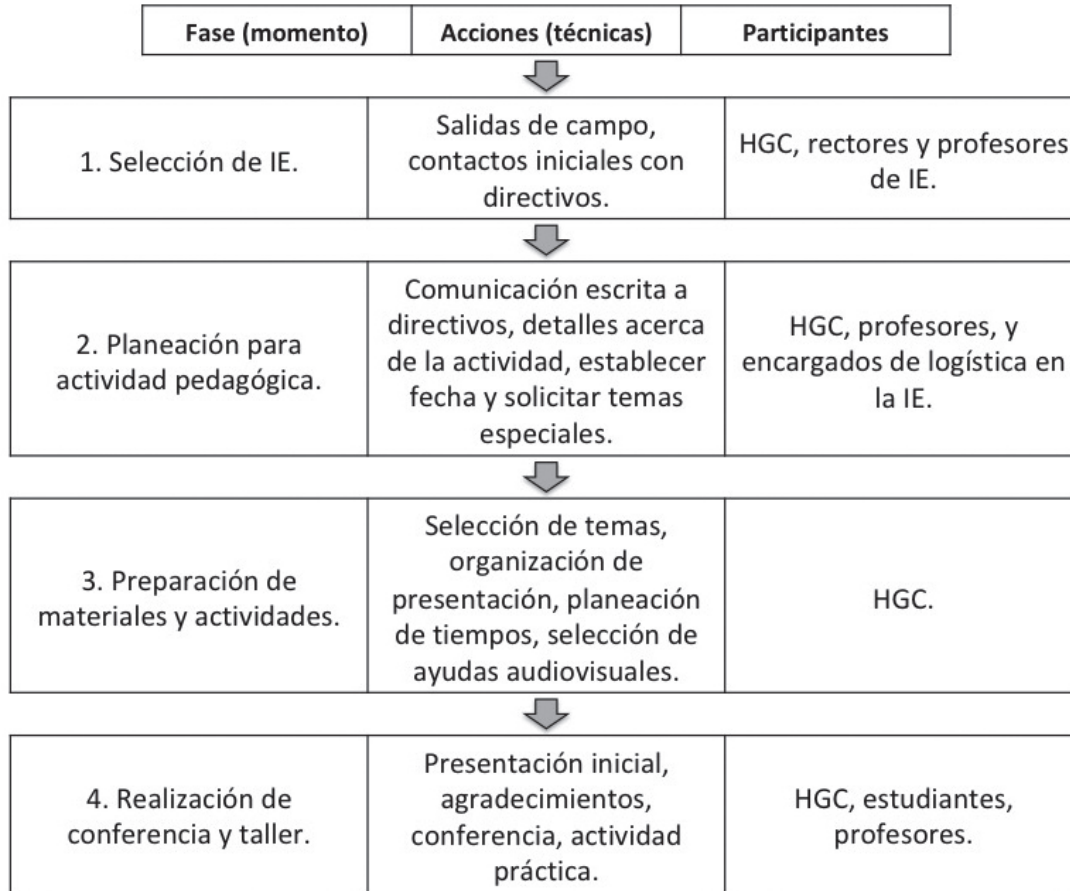 Fase (momento)
Acciones (técnicas)
Participantes
1. Selección de IE.
Salidas de campo,
contactos iniciales con
directivos.
HGC, rectores y profesores
de IE.
2. Planeación para
actividad pedagógica.
Comunicación escrita a
directivos, detalles acerca
de la actividad, establecer
fecha y solicitar temas
especiales.
HGC, profesores, y
encargados de logística en
la IE.
3. Preparación de
materiales y actividades.
Selección de temas,
organización de
presentación, planeación
de tiempos, selección de
ayudas audiovisuales.
HGC.
4. Realización de
conferencia y taller.
Presentación inicial,
agradecimientos,
conferencia, actividad
práctica.
HGC, estudiantes,
profesores.